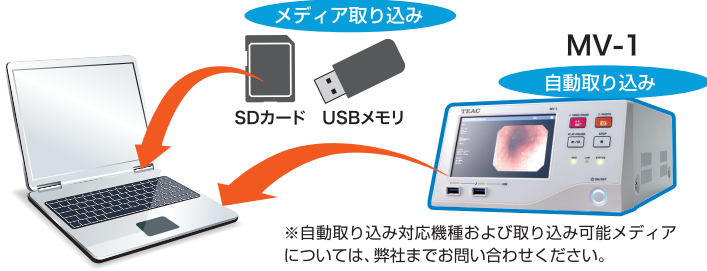 メディア取り込み
MV-1
自動取り込み
SDカード
USBメモリ
TEAC
MV-1
※自動取り込み対応機種および取り込み可能メディア
については、弊社までお問い合わせください。